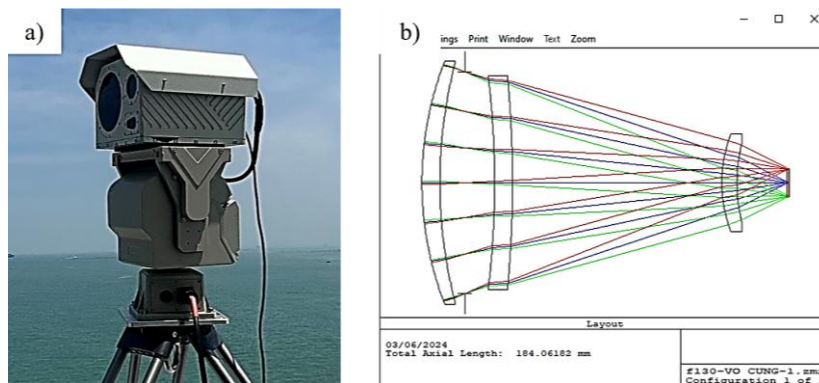 a)
b)
ings Print Window Text Zoom
Layout
03/06/2024
Total Axial Length: 184.06182 mm
f130-VO CUNG-1.zmx
Configuration 1 of